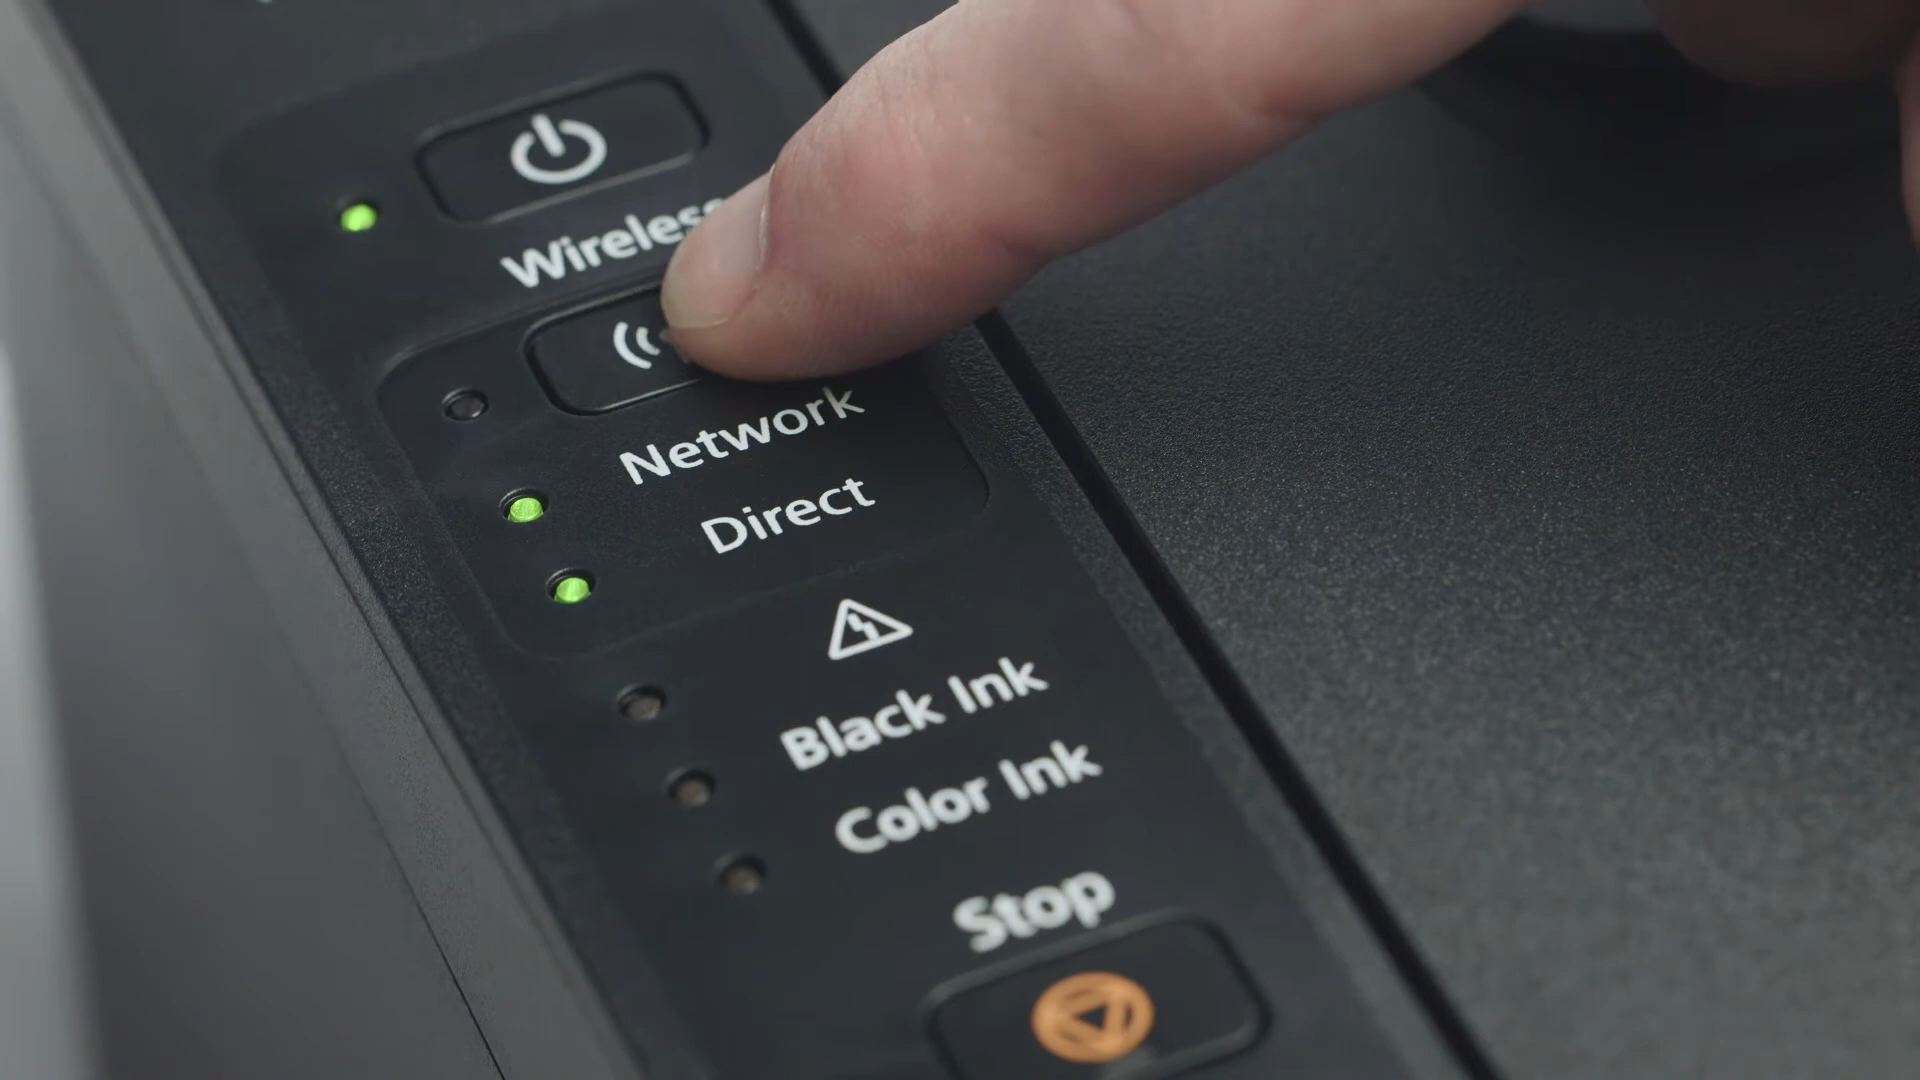 Wireless
Network
Direct
Black Ink
Color Ink
Stop